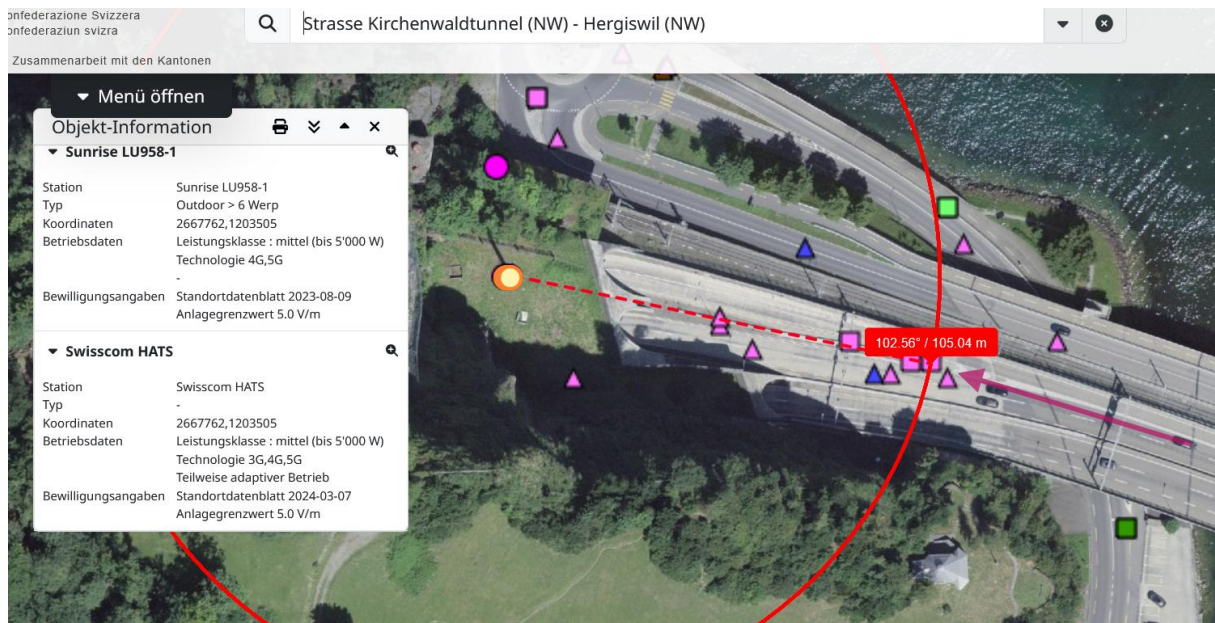 onfederazione Svizzera
onfederaziun svizra
Zusammenarbeit mit den Kantonen
Strasse Kirchenwaldtunnel (NW) - Hergiswil (NW)
Menü öffnen
Objekt-Information
Sunrise LU958-1
Station Sunrise LU958-1
Typ Outdoor > 6 Werp
Koordinaten 2667762,1203505
Betriebsdaten Leistungsklasse : mittel (bis 5'000 W)
Technologie 4G,5G
-
Bewilligungsangaben Standortdatenblatt 2023-08-09
Anlagegrenzwert 5.0 V/m
Swisscom HATS
Station Swisscom HATS
Typ -
Koordinaten 2667762,1203505
Betriebsdaten Leistungsklasse : mittel (bis 5'000 W)
Technologie 3G,4G,5G
Teilweise adaptiver Betrieb
Bewilligungsangaben Standortdatenblatt 2024-03-07
Anlagegrenzwert 5.0 V/m
102.56° / 105.04 m